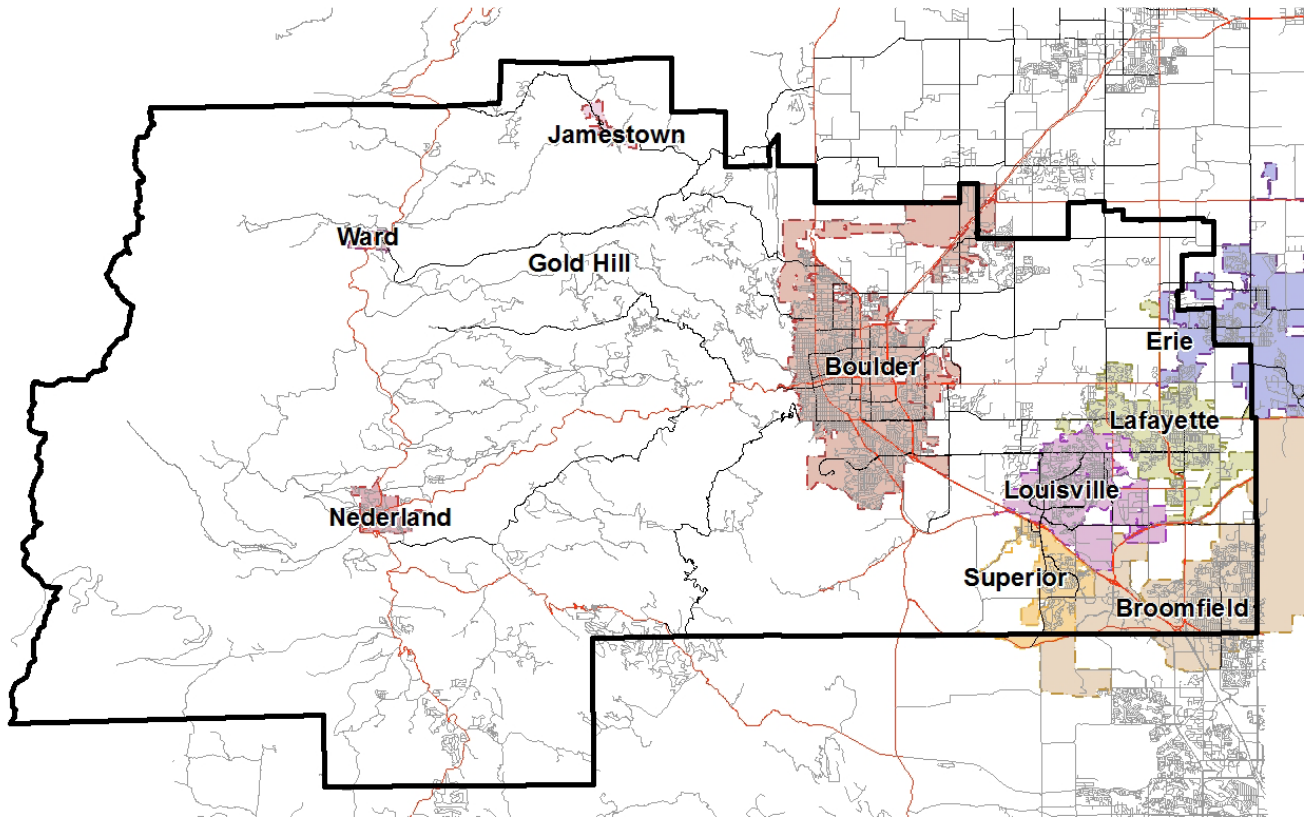 Jamestown
Ward
Gold Hill
Erie
Boulder
Lafayette
Louisville
Nederland
Superior
Broomfield